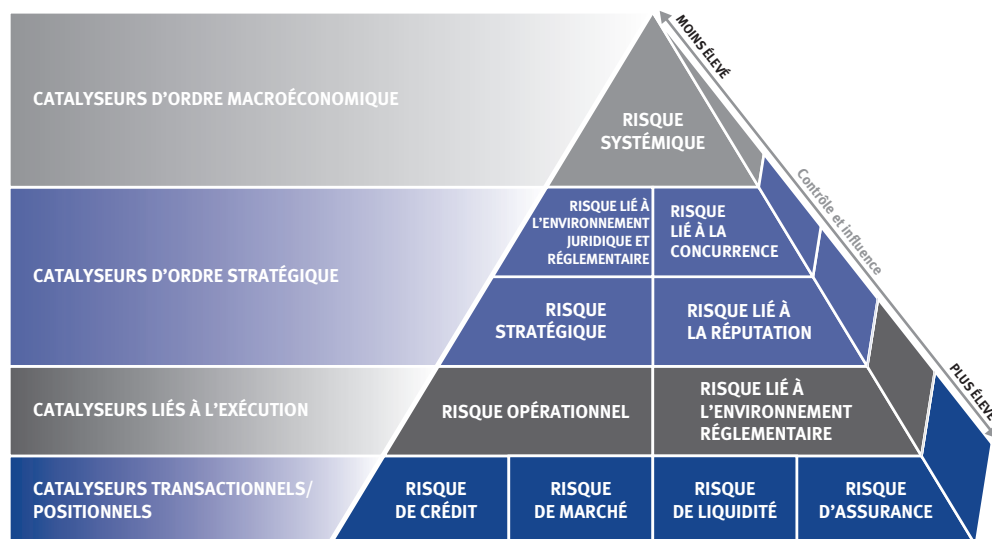 MOINS ÉLEVÉ
CATALYSEURS D'ORDRE MACROÉCONOMIQUE
RISQUE
SYSTÉMIQUE
Contrôle et influence
CATALYSEURS D'ORDRE STRATÉGIQUE
RISQUE LIÉ À
L'ENVIRONNEMENT
JURIDIQUE ET
RÉGLEMENTAIRE
RISQUE
LIÉ À LA
CONCURRENCE
RISQUE
STRATÉGIQUE
RISQUE LIÉ À
LA RÉPUTATION
PLUS ÉLEVÉ
CATALYSEURS LIÉS À L'EXÉCUTION
RISQUE OPÉRATIONNEL
RISQUE LIÉ À
L'ENVIRONNEMENT
RÉGLEMENTAIRE
CATALYSEURS TRANSACTIONNELS/
POSITIONNELS
RISQUE
DE CRÉDIT
RISQUE
DE MARCHÉ
RISQUE
DE LIQUIDITÉ
RISQUE
D'ASSURANCE